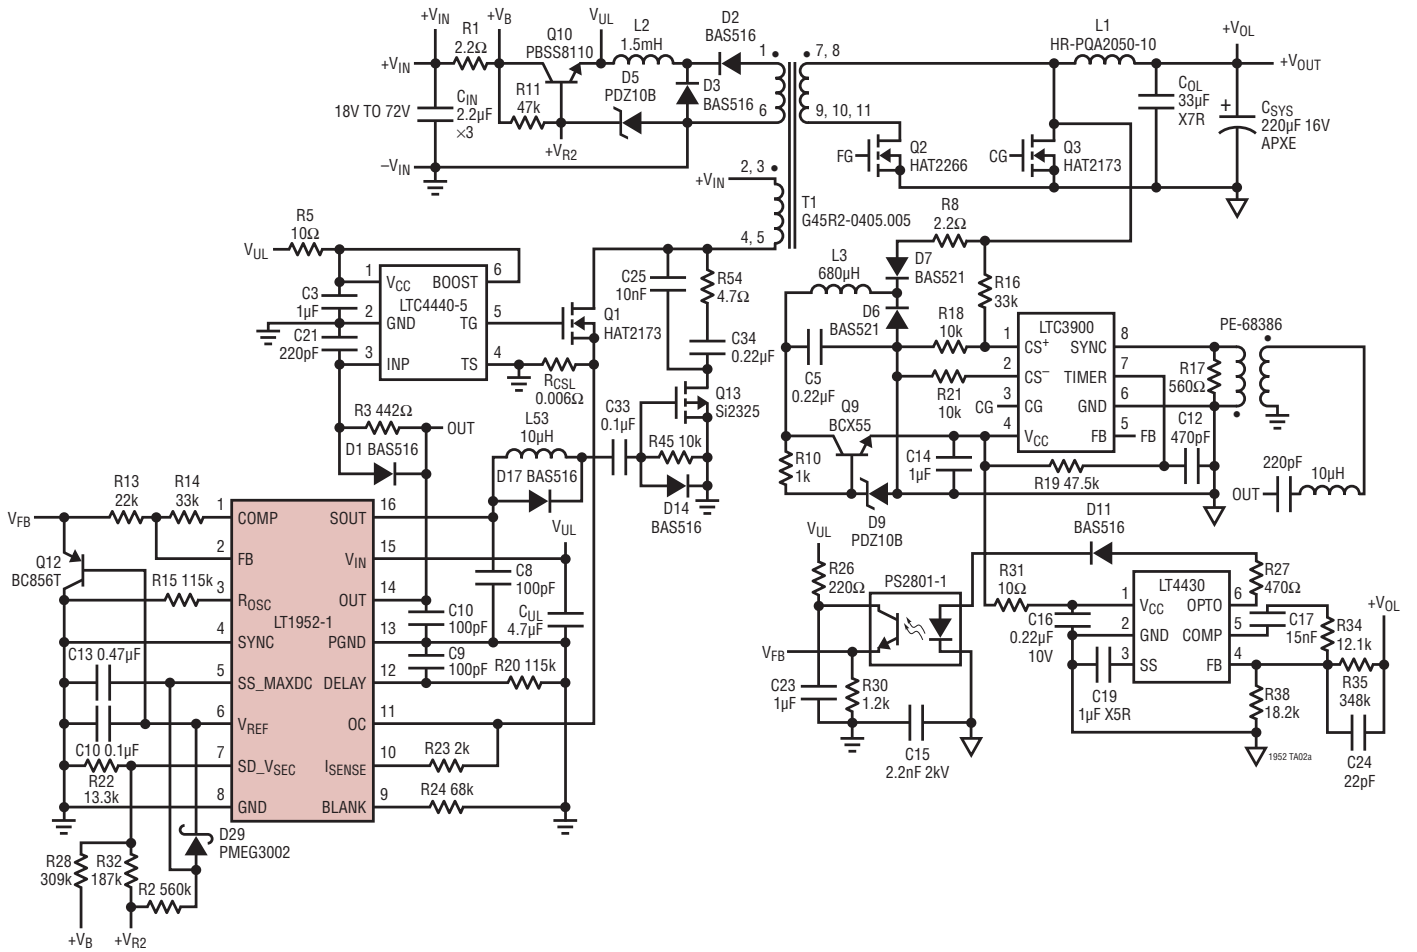 +VIN
+VB
R1
2.2Ω
Q10
PBSS8110
VUL
L2
1.5mH
D2
BAS516
1
7, 8
L1
HR-PQA2050-10
+VOL
+VIN
+VOUT
18V TO 72V
CIN
2.2µF
×3
R11
47k
D5
PDZ10B
D3
BAS516
6
9, 10, 11
COL
33µF
X7R
+
CSYS
220µF 16V
APXE
+VR2
–VIN
FG
Q2
HAT2266
CG
Q3
HAT2173
+VIN
2, 3
4, 5
T1
G45R2-0405.005
R5
10Ω
VUL
C3
1µF
C21
220pF
1
2
3
VCC
GND
INP
LTC4440-5
BOOST
TG
TS
6
5
4
Q1
HAT2173
RCSL
0.006Ω
C25
10nF
R54
4.7Ω
C34
0.22µF
Q13
Si2325
C33
0.1µF
R45 10k
D14
BAS516
R3 442Ω
OUT
D1 BAS516
L53
10µH
D17 BAS516
R8
2.2Ω
L3
680µH
D7
BAS521
D6
BAS521
R16
33k
R18
10k
R21
10k
C5
0.22µF
Q9
BCX55
R10
1k
D9
PDZ10B
C14
1µF
CG
1
2
3
4
LTC3900
CS+
CS–
CG
VCC
SYNC
TIMER
GND
FB
8
7
6
5
FB
R19 47.5k
C12
470pF
R17
560Ω
PE-68386
220pF
10µH
OUT
R13
22k
R14
33k
VFB
Q12
BC856T
R15 115k
C13 0.47µF
C10 0.1µF
R22
13.3k
1
2
3
4
5
6
7
8
COMP
FB
ROSC
SYNC
SS_MAXDC
VREF
SD_VSEC
GND
LT1952-1
SOUT
VIN
OUT
PGND
DELAY
OC
ISENSE
BLANK
16
15
14
13
12
11
10
9
VUL
C8
100pF
C10
100pF
C9
100pF
CUL
4.7µF
R20 115k
R23 2k
R24 68k
D29
PMEG3002
R28
309k
R32
187k
R2 560k
+VB
+VR2
VUL
R26
220Ω
PS2801-1
VFB
C23
1µF
R30
1.2k
C15
2.2nF 2kV
D11
BAS516
R31
10Ω
C16
0.22µF
10V
C19
1µF X5R
1
2
3
LT4430
VCC
GND
SS
OPTO
COMP
FB
6
5
4
R27
470Ω
C17
15nF
R34
12.1k
+VOL
R35
348k
R38
18.2k
C24
22pF
1952 TA02a